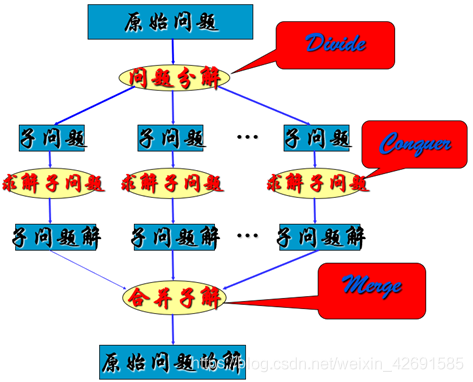 原始问题
Divide
问题分解
子问题 子问题 ··· 子问题
Conquer
求解子问题 求解子问题 求解子问题
子问题解 子问题解 ··· 子问题解
Merge
合并子解
原始问题的解
https://blog.csdn.net/weixin_42691585